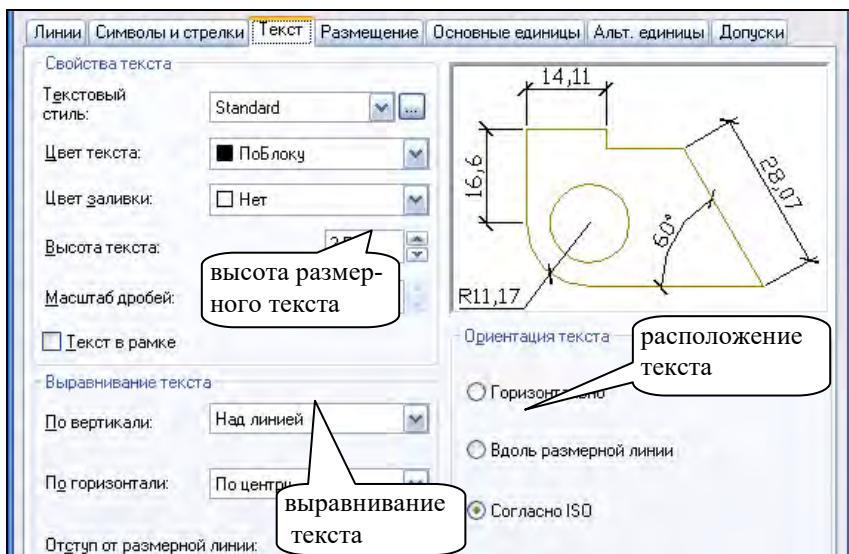 Линии Символы и стрелки Текст Размещение Основные единицы Альт. единицы Допуски
Свойства текста
Текстовый
стиль:
Standard
...
Цвет текста:
ПоБлоку
Цвет заливки:
Нет
Высота текста:
Масштаб дробей:
Текст в рамке
высота размер-
ного текста
14,11
16,6
28,07
60°
R11,17
Выравнивание текста
По вертикали:
Над линией
По горизонтали:
По центру
Отступ от размерной линии:
выравнивание
текста
Ориентация текста
расположение
текста
Горизонтально
Вдоль размерной линии
Согласно ISO